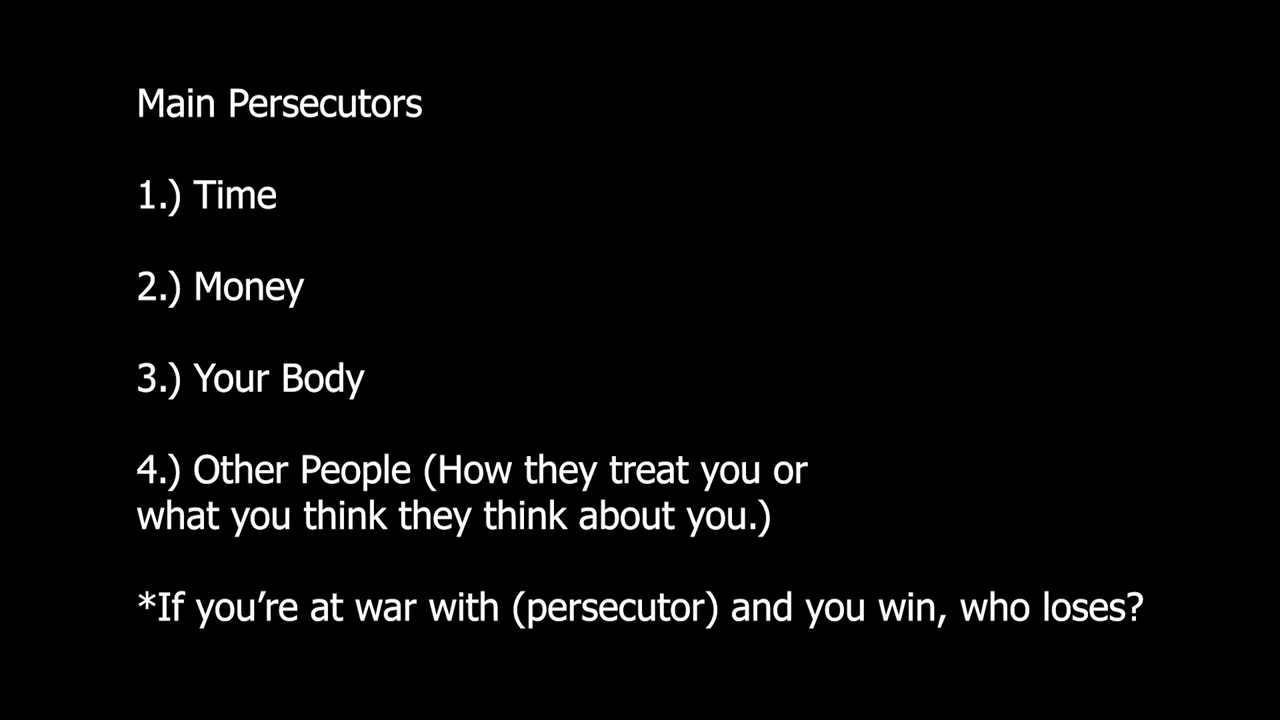 Main Persecutors
1.) Time
2.) Money
3.) Your Body
4.) Other People (How they treat you or
what you think they think about you.)
*If you’re at war with (persecutor) and you win, who loses?